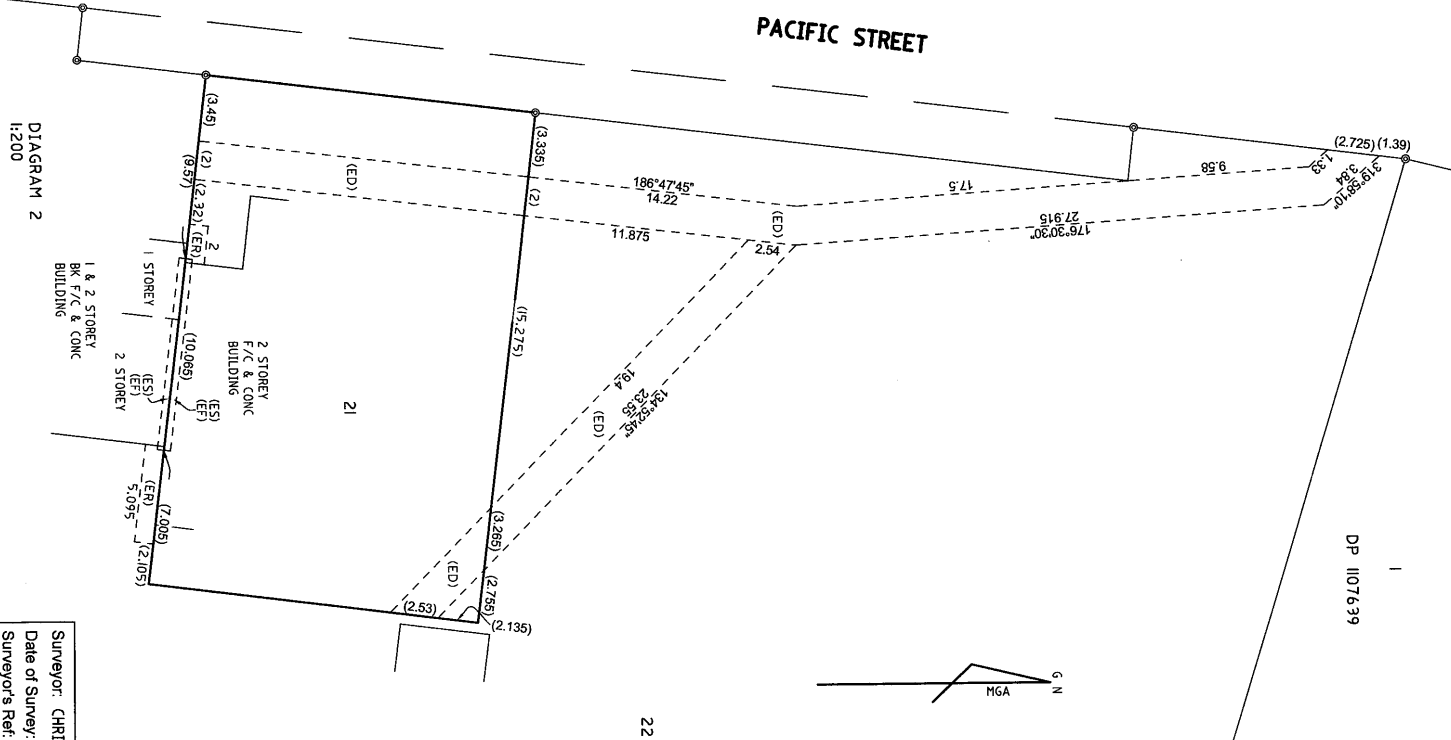 PACIFIC STREET
(2.725)
(1.39)
1.33
319°58'10"
3.84
9.58
(3.45)
(2)
(9.57)
(2.92)
(ER)
2
(ED)
(3.335)
(2)
186°47'45"
14.22
17.5
(ED)
27.915
176°30'30"
11.875
2.54
DIAGRAM 2
1:200
1 STOREY
1 & 2 STOREY
BK F/C & CONC
BUILDING
2 STOREY
(ES)
(EF)
(10.065)
(ES)
(EF)
2 STOREY
F/C & CONC
BUILDING
21
(15.275)
19.4
134°52'45"
23.55
(ED)
(ER)
5.095
(7.005)
(2.105)
(3.265)
(ED)
(2.755)
(2.53)
(2.135)
1
DP 1107639
G N
MGA
22
Surveyor: CHRI
Date of Survey:
Surveyor's Ref: